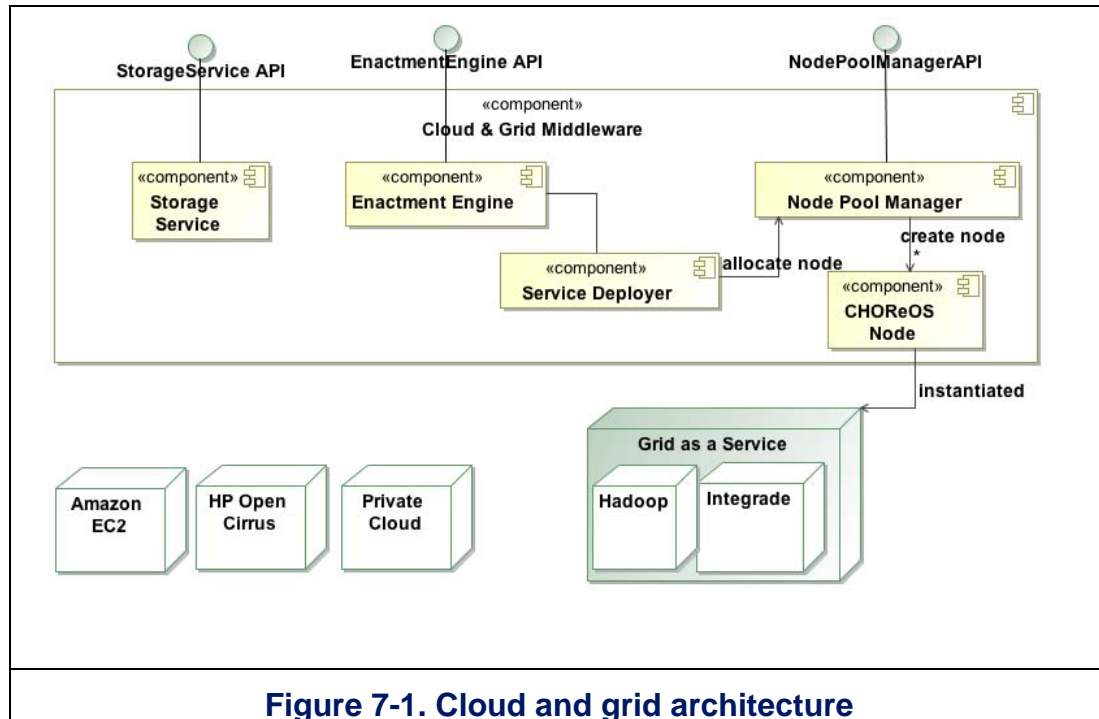 StorageService API
EnactmentEngine API
NodePoolManagerAPI
«component»
Cloud & Grid Middleware
«component»
Storage
Service
«component»
Enactment Engine
«component»
Node Pool Manager
create node
*
«component»
Service Deployer
allocate node
«component»
CHOReOS
Node
instantiated
Grid as a Service
Hadoop
Integrade
Amazon
EC2
HP Open
Cirrus
Private
Cloud
Figure 7-1. Cloud and grid architecture